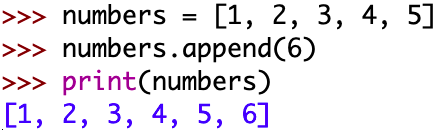 >>> numbers = [1, 2, 3, 4, 5]
>>> numbers.append(6)
>>> print(numbers)
[1, 2, 3, 4, 5, 6]